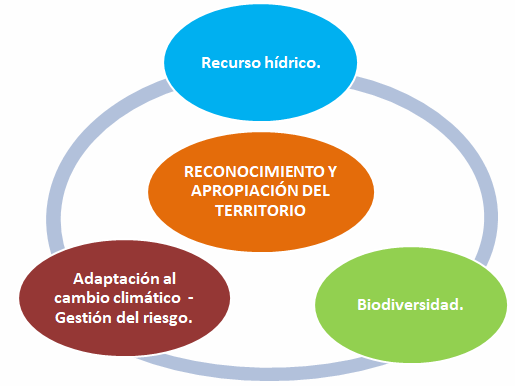 Recurso hídrico.
RECONOCIMIENTO Y
APROPIACIÓN DEL
TERRITORIO
Adaptación al
cambio climático -
Gestión del riesgo.
Biodiversidad.